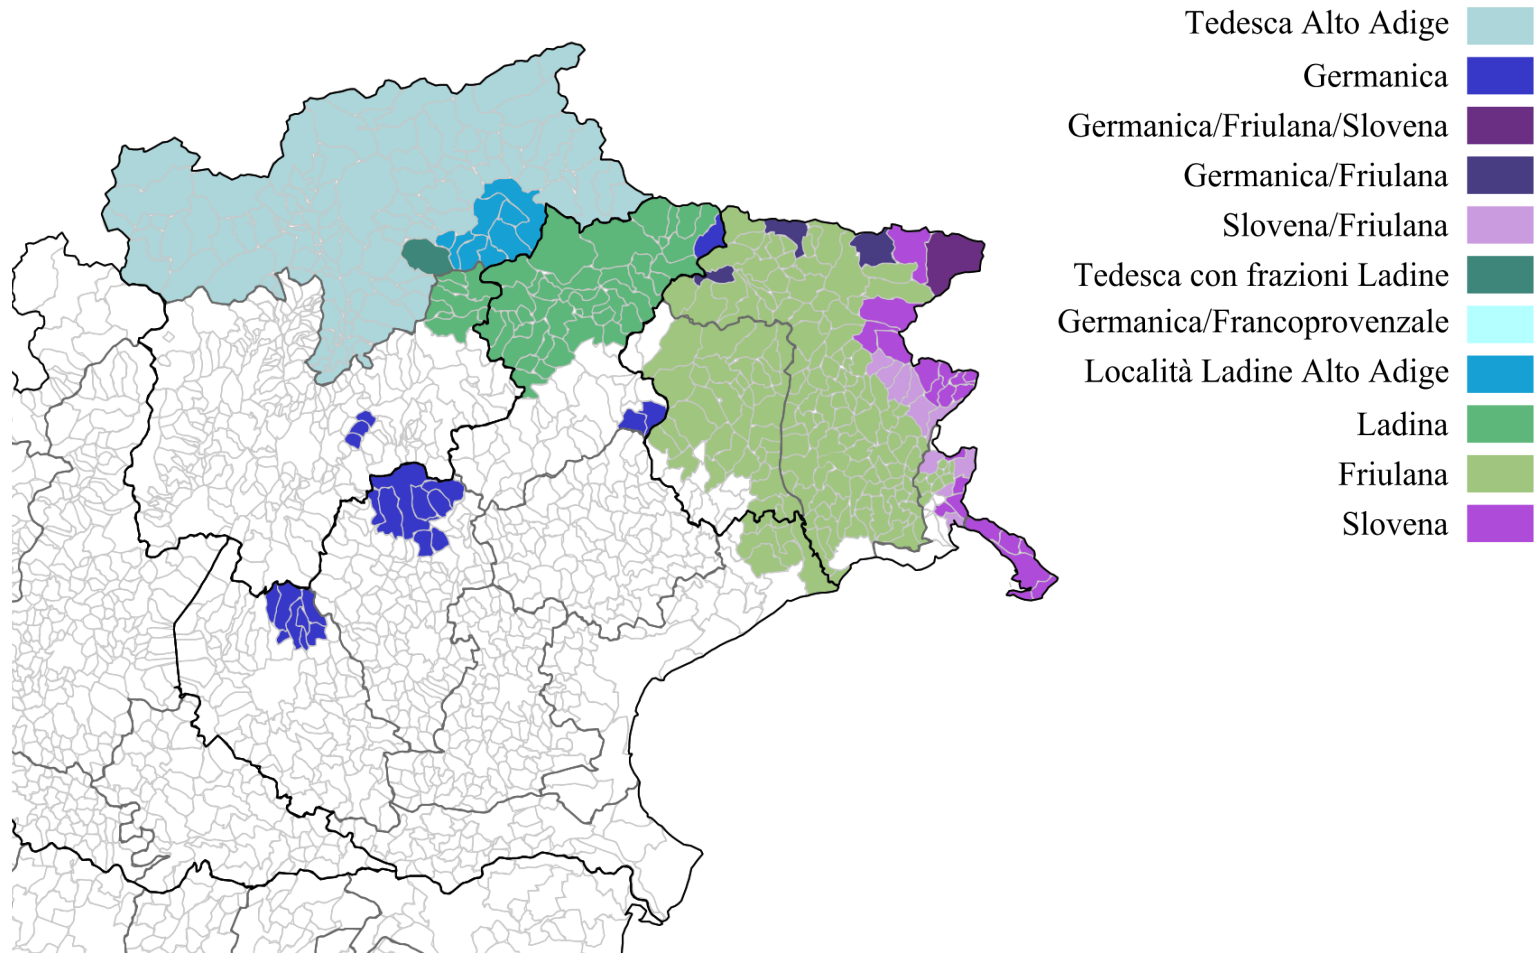 Tedesca Alto Adige
Germanica
Germanica/Friulana/Slovena
Germanica/Friulana
Slovena/Friulana
Tedesca con frazioni Ladine
Germanica/Francoprovenzale
Località Ladine Alto Adige
Ladina
Friulana
Slovena